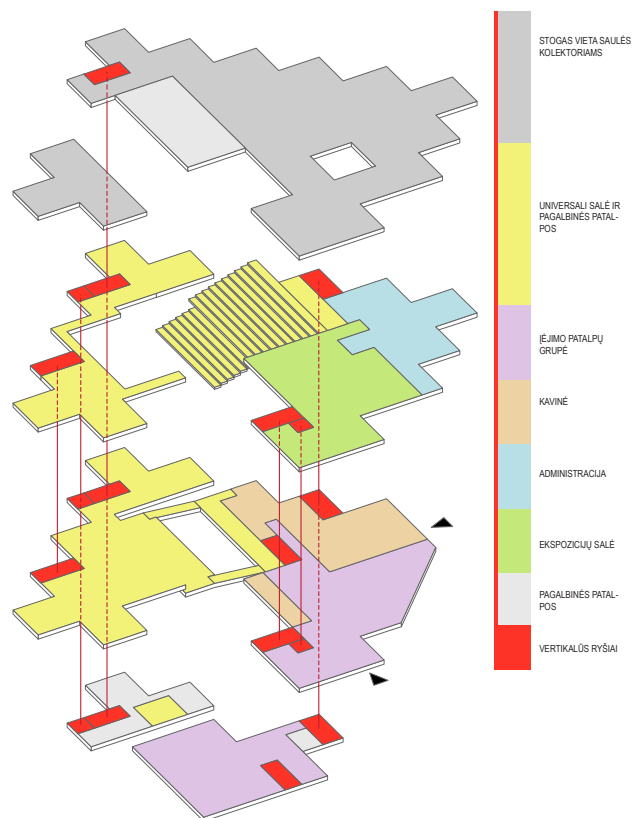 STOGAS VIETA SAULĖS
KOLEKTORIAMS
UNIVERSALI SALĖ IR
PAGALBINĖS PATAL-
POS
ĮĖJIMO PATALPŲ
GRUPĖ
KAVINĖ
ADMINISTRACIJA
EKSPOZICIJŲ SALĖ
PAGALBINĖS PATAL-
POS
VERTIKALŪS RYŠIAI